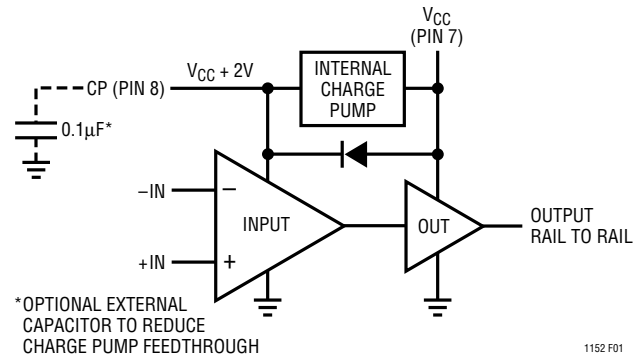 V_CC
(PIN 7)
V_CC + 2V
INTERNAL
CHARGE
PUMP
CP (PIN 8)
0.1µF*
–IN
–
INPUT
OUT
OUTPUT
RAIL TO RAIL
+IN
+
*OPTIONAL EXTERNAL
CAPACITOR TO REDUCE
CHARGE PUMP FEEDTHROUGH
1152 F01